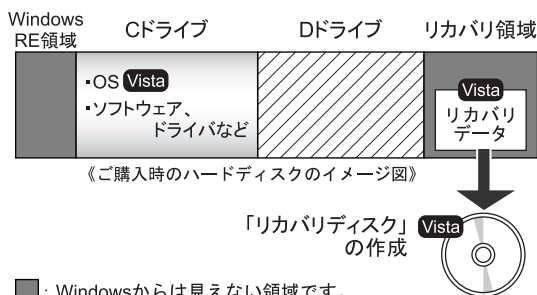 Windows
RE領域
Cドライブ
Dドライブ
リカバリ領域
・OS Vista
・ソフトウェア、
ドライバなど
Vista
リカバリ
データ
《ご購入時のハードディスクのイメージ図》
「リカバリディスク」
の作成
Vista
: Windowsからは見えない領域です。